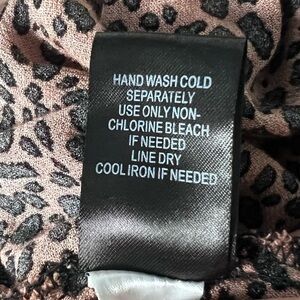 HAND WASH COLD
SEPARATELY
USE ONLY NON-
CHLORINE BLEACH
IF NEEDED
LINE DRY
COOL IRON IF NEEDED